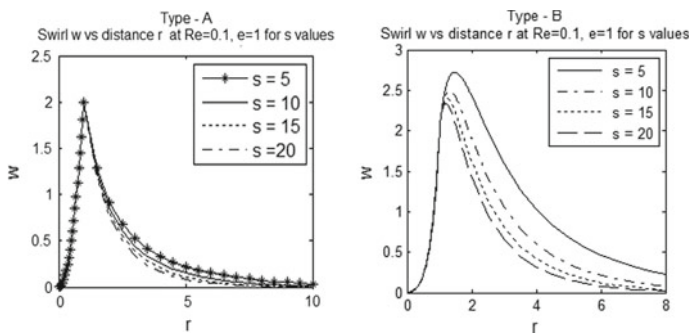 Type - A
Swirl w vs distance r at Re=0.1, e=1 for s values
2.5
2
1.5
1
0.5
0
w
s = 5
s = 10
s = 15
s =20
0
5
10
r
Type - B
Swirl w vs distance r at Re=0.1, e=1 for s values
3
2.5
2
1.5
1
0.5
0
w
s = 5
s = 10
s = 15
s = 20
0
2
4
6
8
r